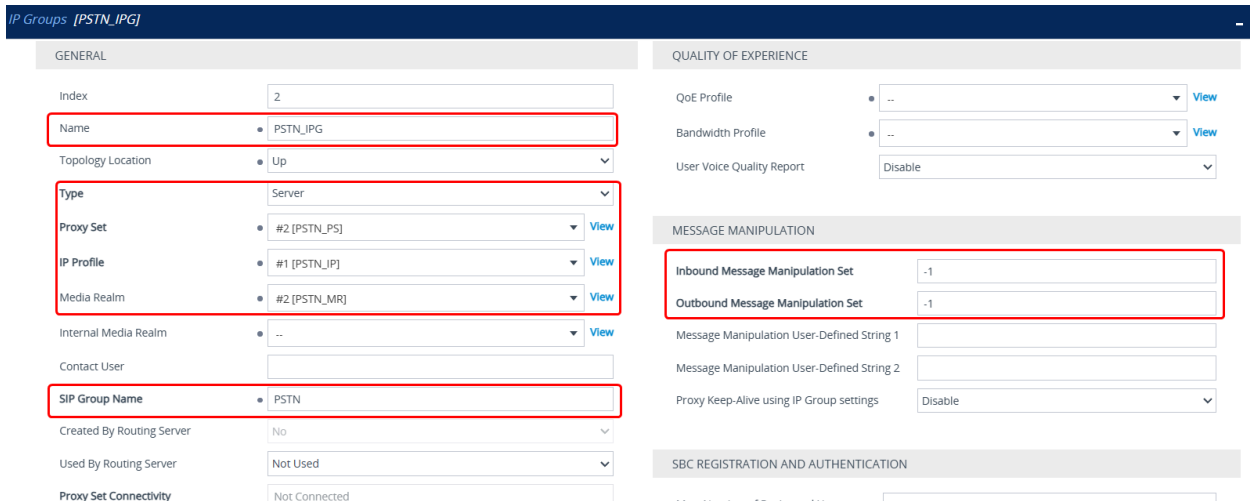 IP Groups [PSTN_IPG]
GENERAL
Index 2
Name PSTN_IPG
Topology Location Up
Type Server
Proxy Set #2 [PSTN_PS] View
IP Profile #1 [PSTN_IP] View
Media Realm #2 [PSTN_MR] View
Internal Media Realm -- View
Contact User
SIP Group Name PSTN
Created By Routing Server No
Used By Routing Server Not Used
Proxy Set Connectivity Not Connected
QUALITY OF EXPERIENCE
QoE Profile -- View
Bandwidth Profile -- View
User Voice Quality Report Disable
MESSAGE MANIPULATION
Inbound Message Manipulation Set -1
Outbound Message Manipulation Set -1
Message Manipulation User-Defined String 1
Message Manipulation User-Defined String 2
Proxy Keep-Alive using IP Group settings Disable
SBC REGISTRATION AND AUTHENTICATION